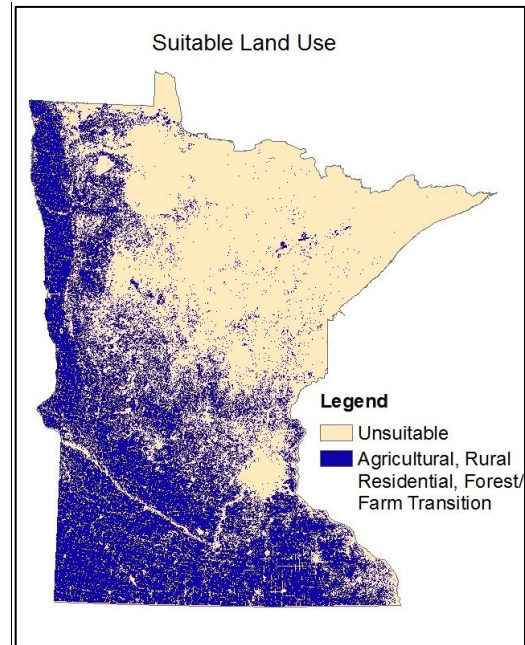 Suitable Land Use
Legend
Unsuitable
Agricultural, Rural
Residential, Forest/
Farm Transition